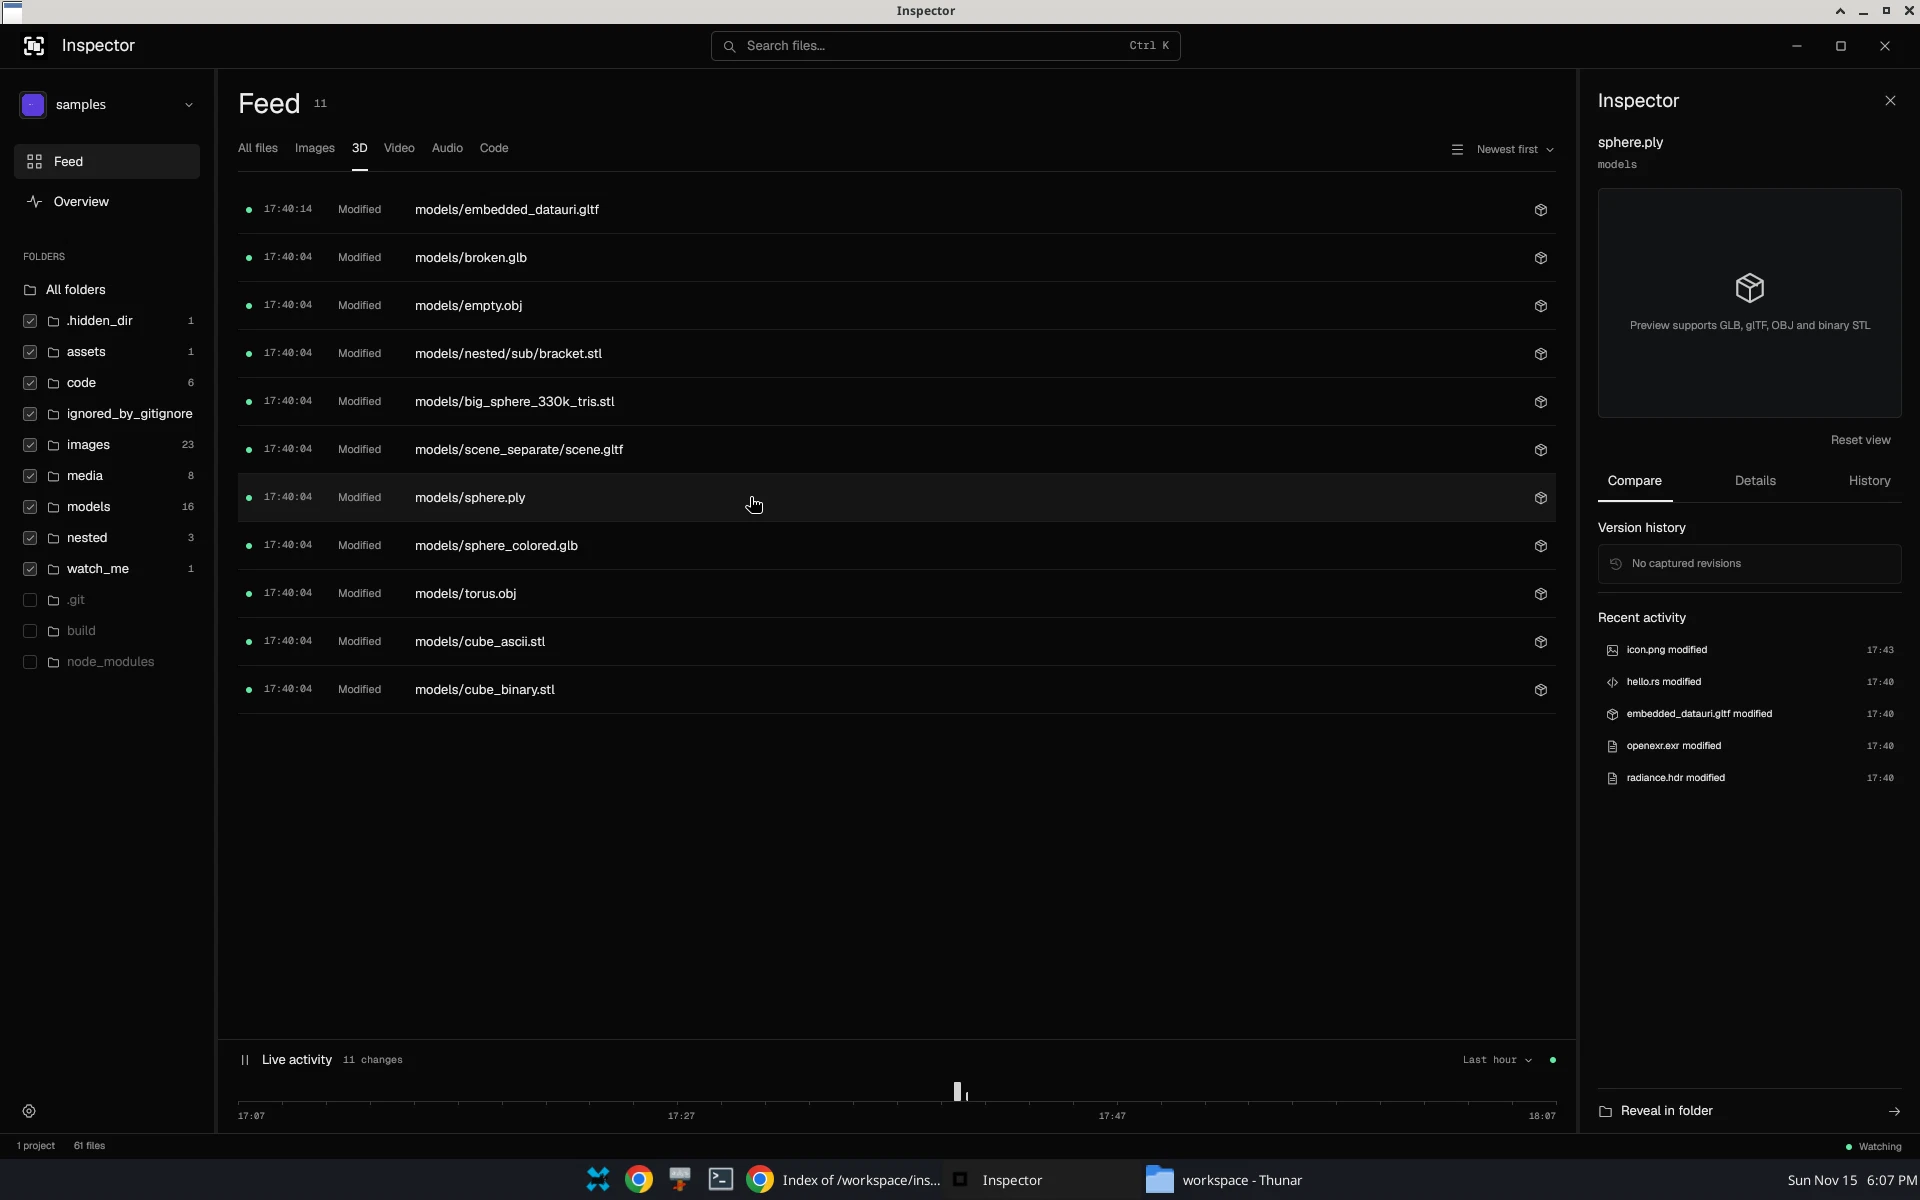 Inspector
Inspector
Search files... Ctrl K
samples
Feed
Overview
FOLDERS
All folders
.hidden_dir 1
assets 1
code 6
ignored_by_gitignore
images 23
media 8
models 16
nested 3
watch_me 1
.git
build
node_modules
Feed 11
All files Images 3D Video Audio Code Newest first
17:40:14 Modified models/embedded_datauri.gltf
17:40:04 Modified models/broken.glb
17:40:04 Modified models/empty.obj
17:40:04 Modified models/nested/sub/bracket.stl
17:40:04 Modified models/big_sphere_330k_tris.stl
17:40:04 Modified models/scene_separate/scene.gltf
17:40:04 Modified models/sphere.ply
17:40:04 Modified models/sphere_colored.glb
17:40:04 Modified models/torus.obj
17:40:04 Modified models/cube_ascii.stl
17:40:04 Modified models/cube_binary.stl
Live activity 11 changes Last hour
17:07 17:27 17:47 18:07
Inspector
sphere.ply
models
Preview supports GLB, glTF, OBJ and binary STL
Reset view
Compare Details History
Version history
No captured revisions
Recent activity
icon.png modified 17:43
hello.rs modified 17:40
embedded_datauri.gltf modified 17:40
openexr.exr modified 17:40
radiance.hdr modified 17:40
Reveal in folder
1 project 61 files Watching
Index of /workspace/ins... Inspector workspace - Thunar Sun Nov 15 6:07 PM